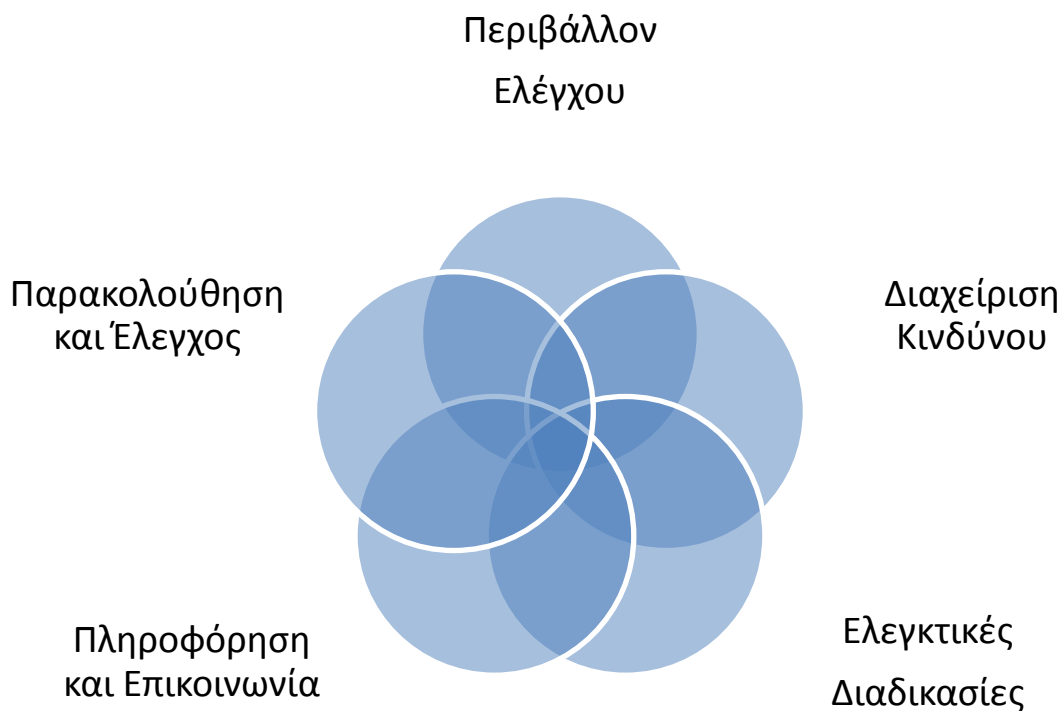 Περιβάλλον
Ελέγχου
Παρακολούθηση
και Έλεγχος
Διαχείριση
Κινδύνου
Πληροφόρηση
και Επικοινωνία
Ελεγκτικές
Διαδικασίες